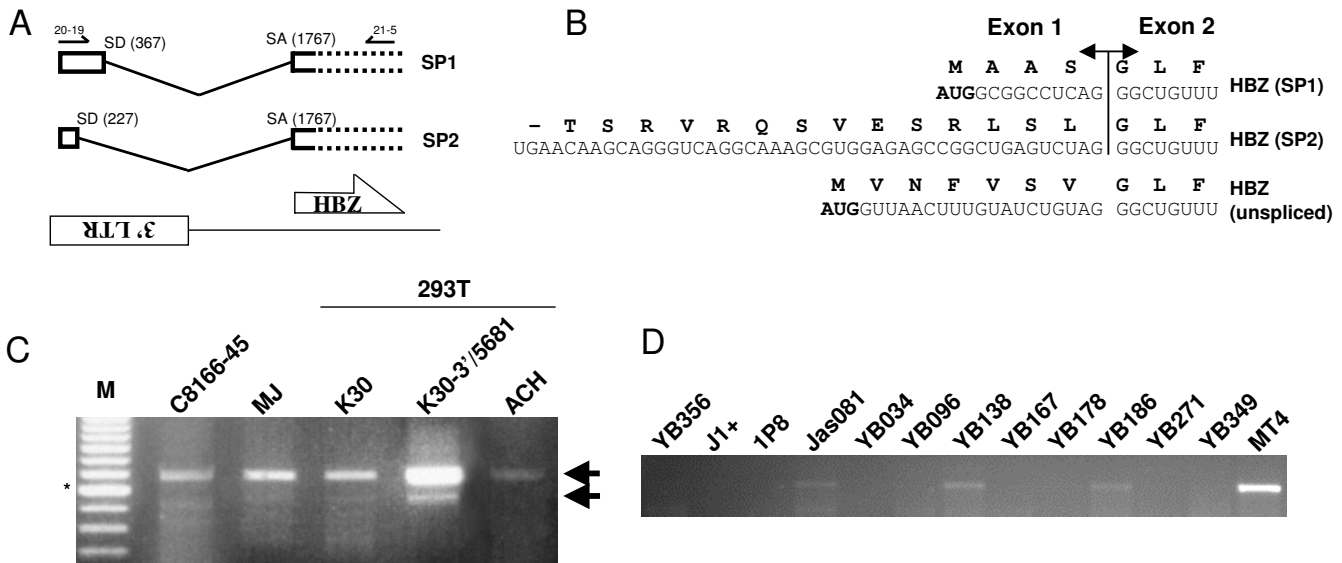 A
20-19
SD (367)
SA (1767)
21-5
SP1
SD (227)
SA (1767)
SP2
HBZ
3' LTR
B
Exon 1
Exon 2
M A A S G L F
AUGGCGGCCUCAG GGCUGUUU
HBZ (SP1)
– T S R V R Q S V E S R L S L G L F
UGAACAAGCAGGGUCAGGCAAAGCGUGGAGAGCCGGCUGAGUCUAG GGCUGUUU
HBZ (SP2)
M V N F V S V G L F
AUGGUUAACUUUGUAUCUGUAG GGCUGUUU
HBZ
(unspliced)
C
293T
M
C8166-45
MJ
K30
K30-3'/5681
ACH
*
D
YB356
J1+
1P8
Jas081
YB034
YB096
YB138
YB167
YB178
YB186
YB271
YB349
MT4